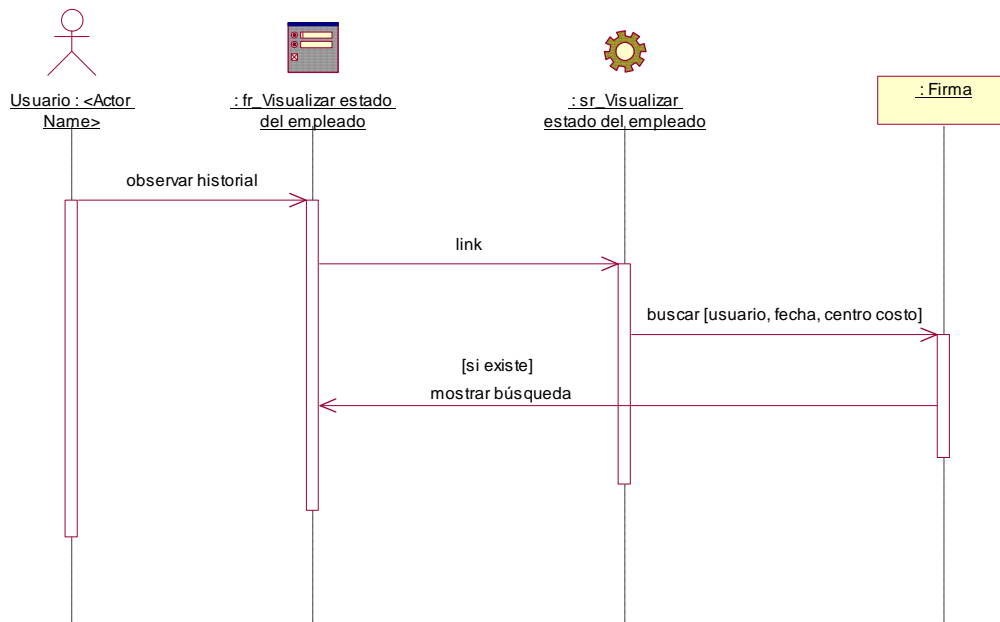 Usuario : <Actor
Name>
: fr_Visualizar estado
del empleado
: sr_Visualizar
estado del empleado
: Firma
observar historial
link
buscar [usuario, fecha, centro costo]
[si existe]
mostrar búsqueda